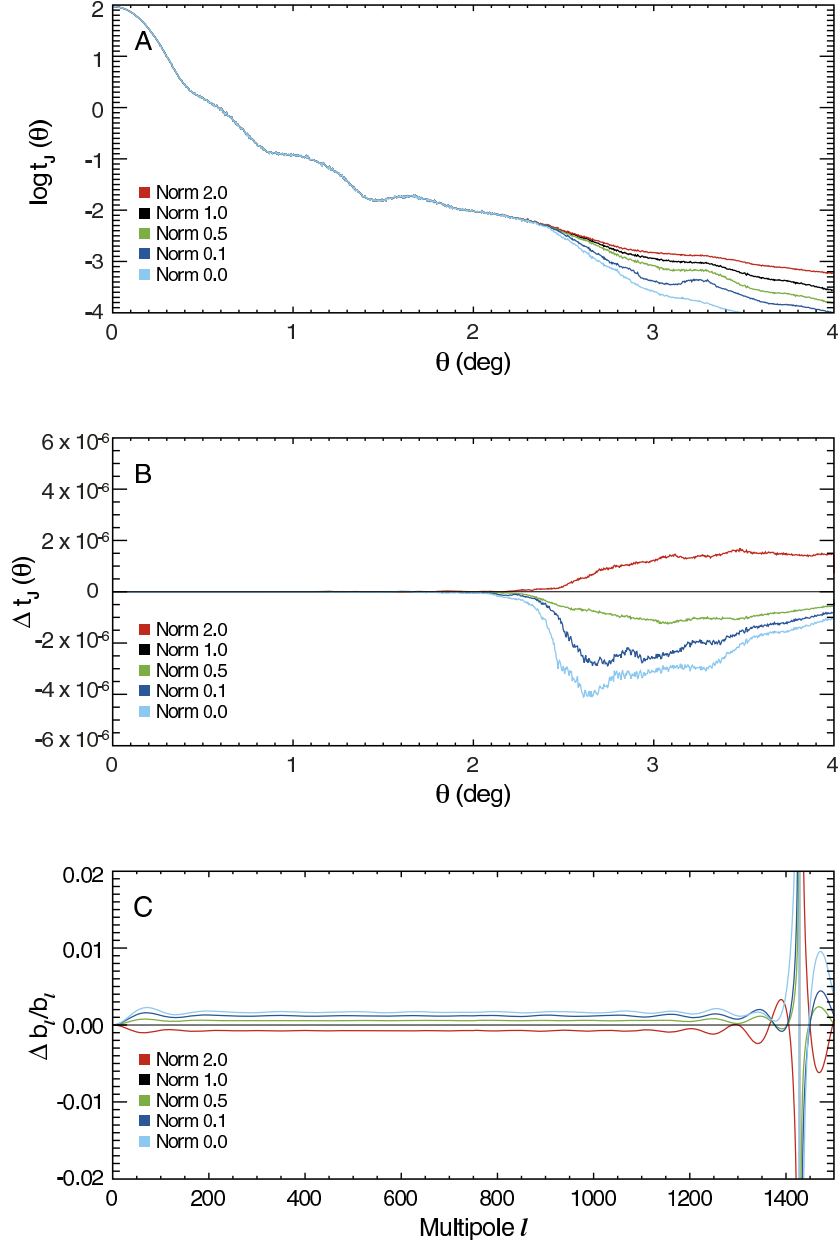 A
log t_J (θ)
2
1
0
-1
-2
-3
-4
Norm 2.0
Norm 1.0
Norm 0.5
Norm 0.1
Norm 0.0
0 1 2 3 4
θ (deg)
B
Δ t_J (θ)
6 x 10⁻⁶
4 x 10⁻⁶
2 x 10⁻⁶
0
-2 x 10⁻⁶
-4 x 10⁻⁶
-6 x 10⁻⁶
Norm 2.0
Norm 1.0
Norm 0.5
Norm 0.1
Norm 0.0
0 1 2 3 4
θ (deg)
C
Δ b_l/b_l
0.02
0.01
0.00
-0.01
-0.02
Norm 2.0
Norm 1.0
Norm 0.5
Norm 0.1
Norm 0.0
0 200 400 600 800 1000 1200 1400
Multipole l